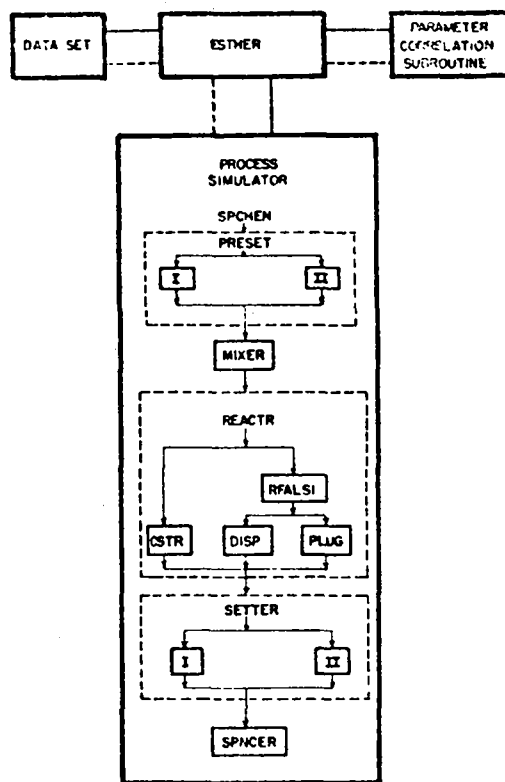 DATA SET
ESTHER
PARAMETER
CORRELATION
SUBROUTINE
PROCESS
SIMULATOR
SPCHEN
PRESET
I
II
MIXER
REACTR
RFALSI
CSTR
DISP
PLUG
SETTER
I
II
SPNCER